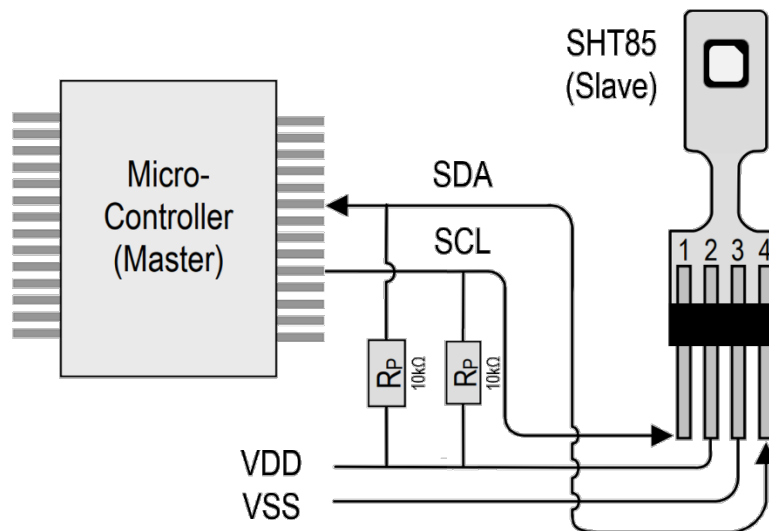 SHT85
(Slave)
Micro-
Controller
(Master)
SDA
SCL
1 2 3 4
RP 10kΩ
RP 10kΩ
VDD
VSS